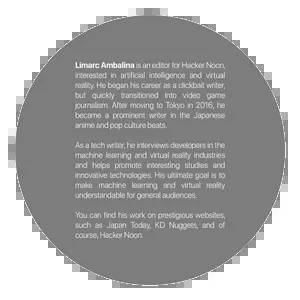 Limarc Ambalina is an editor for Hacker Noon,
interested in artificial intelligence and virtual
reality. He began his career as a clickbait writer,
but quickly transitioned into video game
journalism. After moving to Tokyo in 2016, he
became a prominent writer in the Japanese
anime and pop culture beats.
As a tech writer, he interviews developers in the
machine learning and virtual reality industries
and helps promote interesting studies and
innovative technologies. His ultimate goal is to
make machine learning and virtual reality
understandable for general audiences.
You can find his work on prestigious websites,
such as Japan Today, KD Nuggets, and of
course, Hacker Noon.